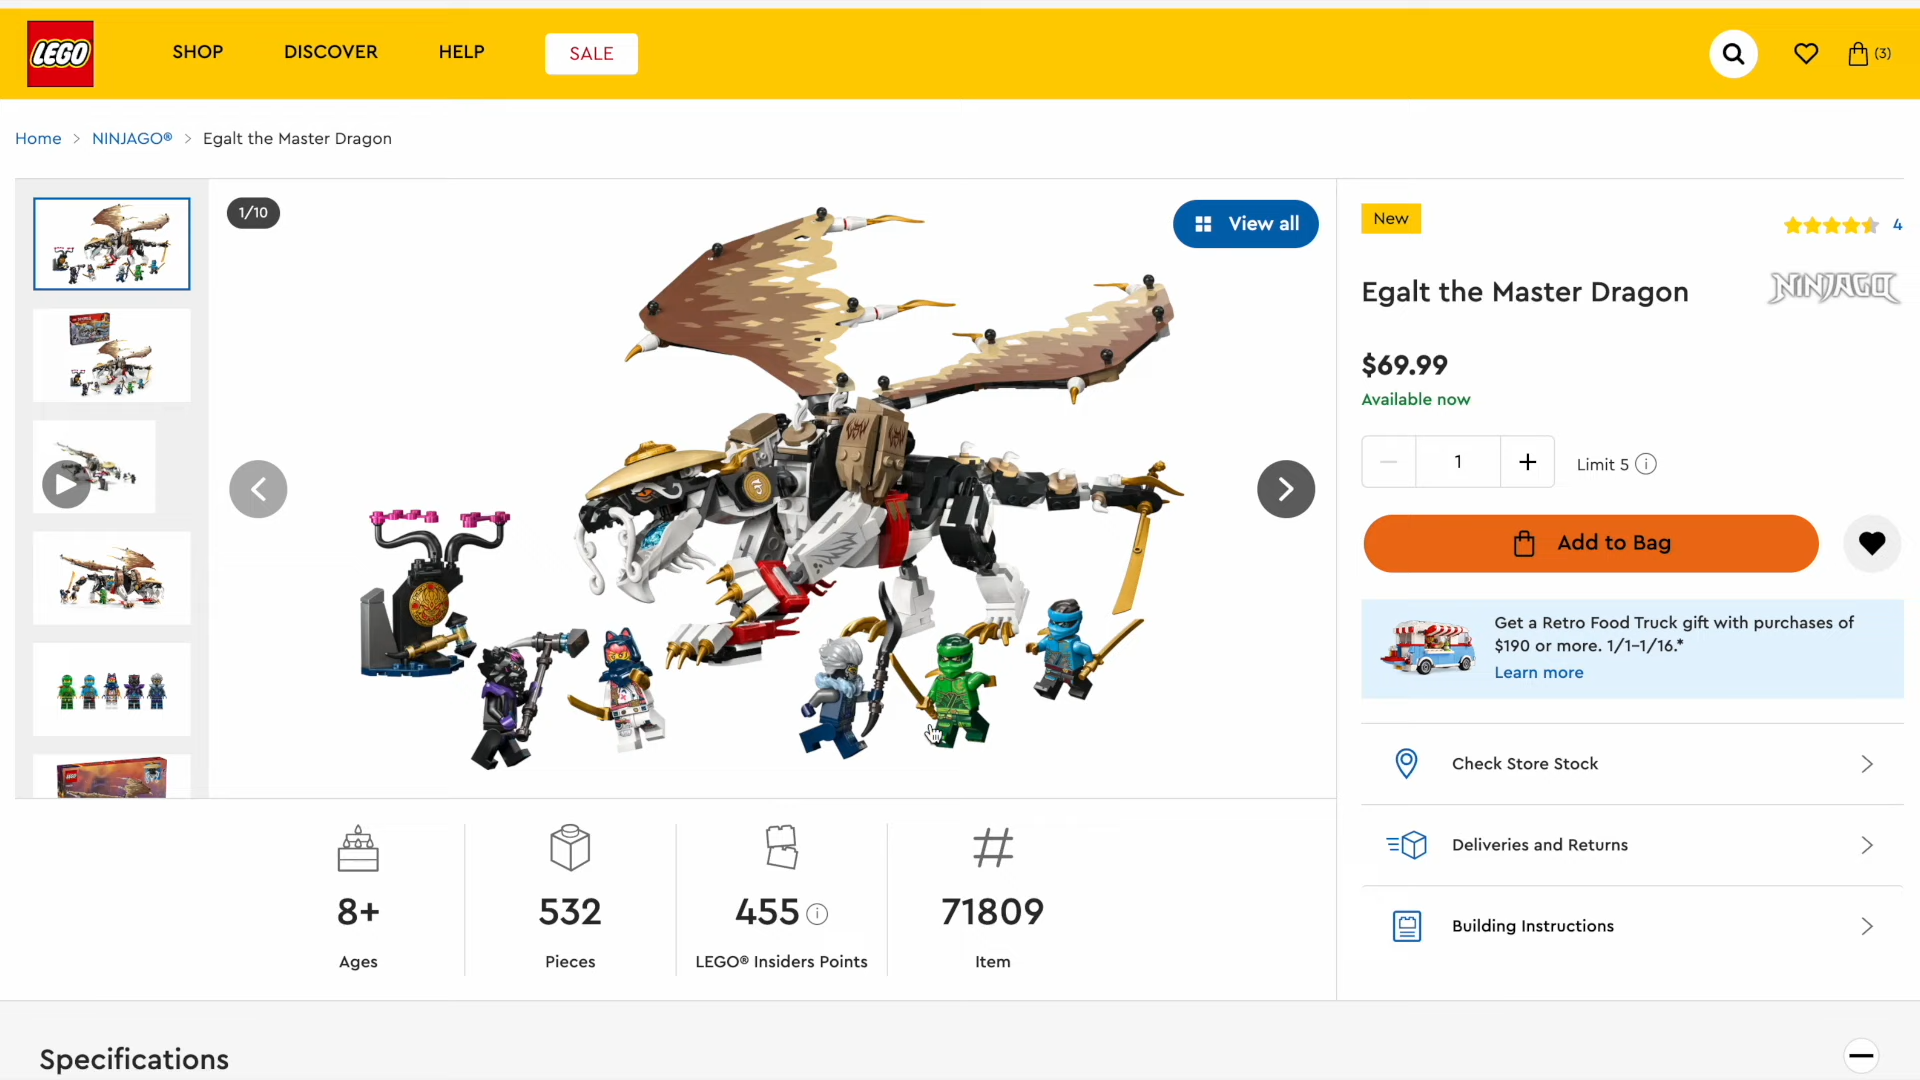 LEGO
SHOP
DISCOVER
HELP
SALE
(3)
Home > NINJAGO® > Egalt the Master Dragon
1/10
View all
New
4
Egalt the Master Dragon
NINJAGO
$69.99
Available now
1
Limit 5
Add to Bag
Get a Retro Food Truck gift with purchases of
$190 or more. 1/1-1/16.*
Learn more
Check Store Stock
Deliveries and Returns
Building Instructions
8+
Ages
532
Pieces
455
LEGO® Insiders Points
71809
Item
Specifications